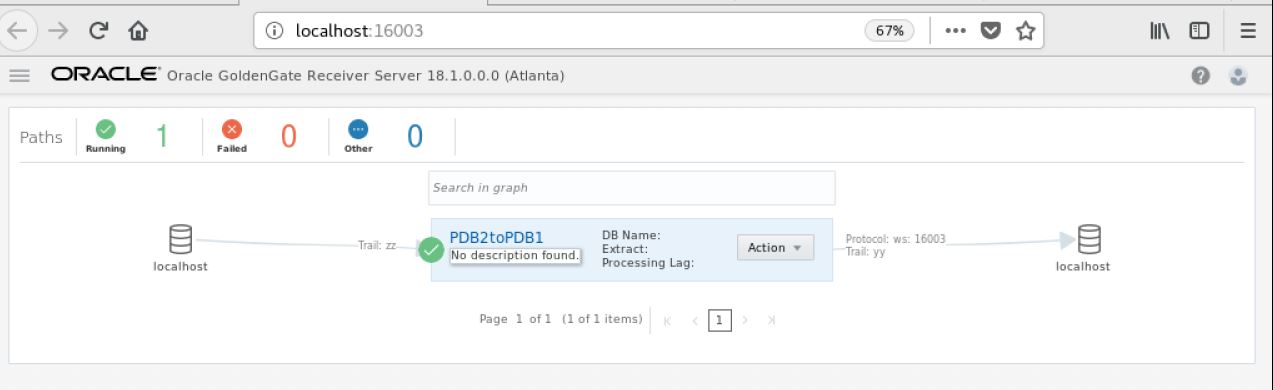 localhost:16003
67%
ORACLE® Oracle GoldenGate Receiver Server 18.1.0.0.0 (Atlanta)
Paths
Running
1
Failed
0
Other
0
Search in graph
localhost
Trail: zz
PDB2toPDB1
No description found.
DB Name:
Extract:
Processing Lag:
Action
Protocol: ws: 16003
Trail: yy
localhost
Page 1 of 1 (1 of 1 items)
1